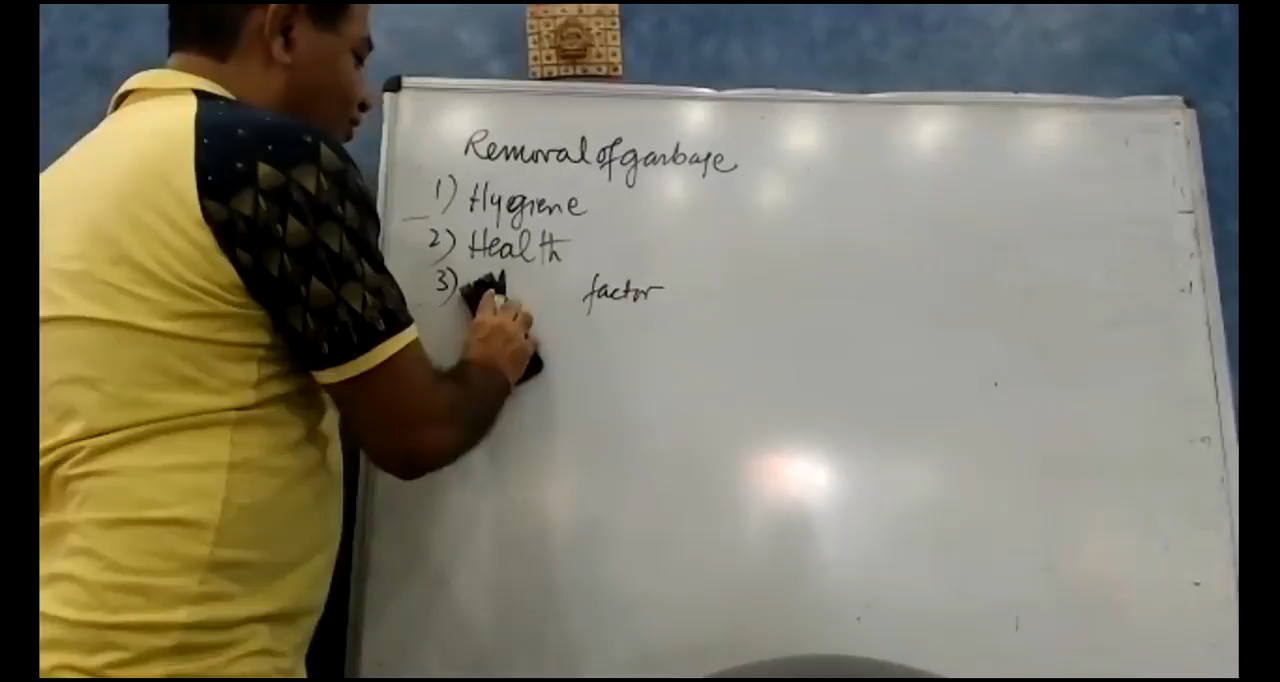 Removal of garbage
1) Hygiene
2) Health
3) factor